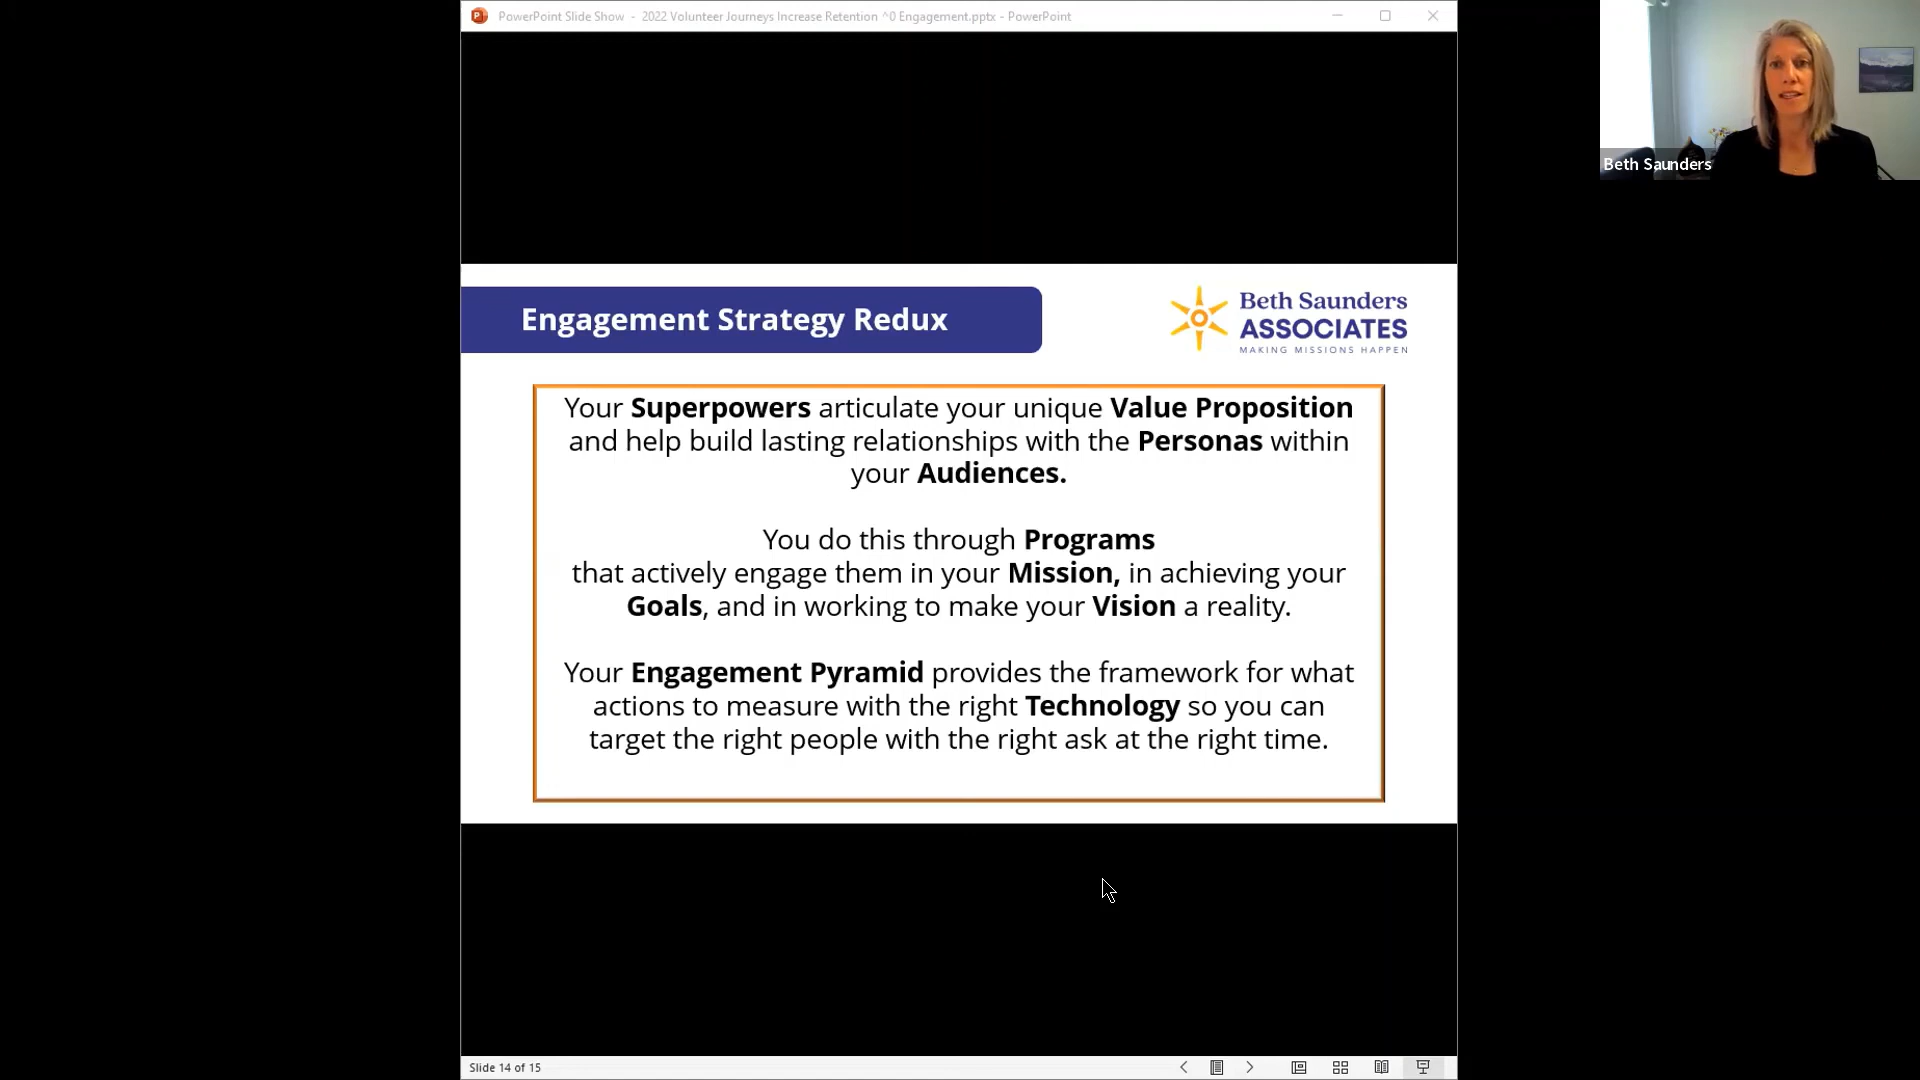 PowerPoint Slide Show - 2022 Volunteer Journeys Increase Retention ^0 Engagement.pptx - PowerPoint
Beth Saunders
Engagement Strategy Redux
Beth Saunders
ASSOCIATES
MAKING MISSIONS HAPPEN
Your Superpowers articulate your unique Value Proposition
and help build lasting relationships with the Personas within
your Audiences.
You do this through Programs
that actively engage them in your Mission, in achieving your
Goals, and in working to make your Vision a reality.
Your Engagement Pyramid provides the framework for what
actions to measure with the right Technology so you can
target the right people with the right ask at the right time.
Slide 14 of 15